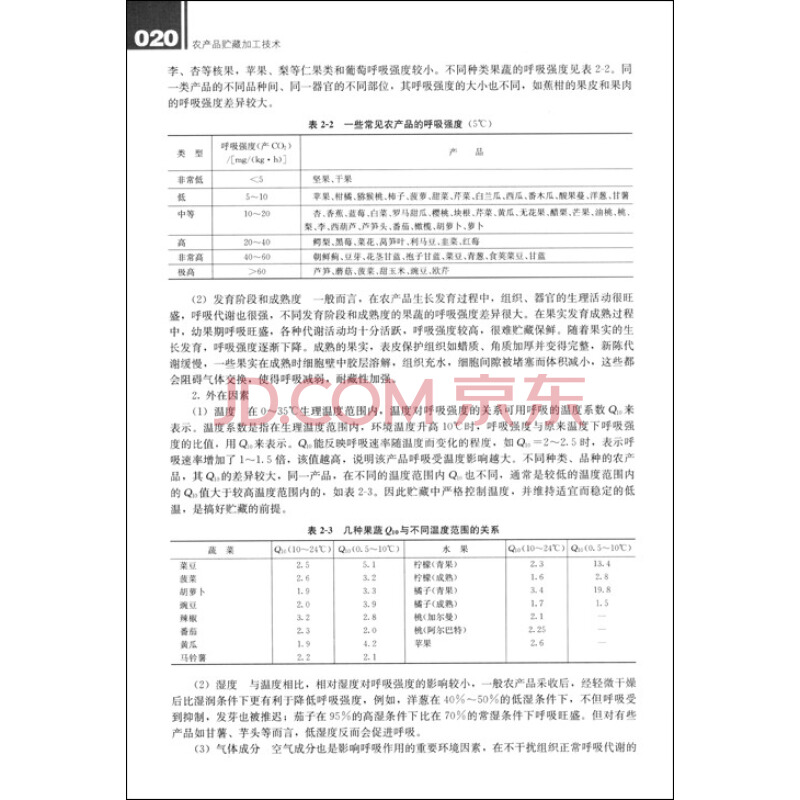 020 农产品贮藏加工技术
李、杏等核果，苹果、梨等仁果类和葡萄呼吸强度较小。不同种类果蔬的呼吸强度见表 2-2。同
一类产品的不同品种间、同一器官的不同部位，其呼吸强度的大小也不同，如蕉柑的果皮和果肉
的呼吸强度差异较大。
表 2-2 一些常见农产品的呼吸强度（5℃）
类 型 呼吸强度(产 CO₂)/[mg/(kg·h)] 产 品
非常低 <5 坚果、干果
低 5～10 苹果、柑橘、猕猴桃、柿子、菠萝、甜菜、芹菜、白兰瓜、西瓜、番木瓜、酸果蔓、洋葱、甘薯
中等 10～20 杏、香蕉、蓝莓、白菜、罗马甜瓜、樱桃、块根、芹菜、黄瓜、无花果、醋栗、芒果、油桃、桃、
梨、李、西葫芦、芦笋头、番茄、橄榄、胡萝卜、萝卜
高 20～40 鳄梨、黑莓、菜花、莴笋叶、利马豆、韭菜、红莓
非常高 40～60 朝鲜蓟、豆芽、花茎甘蓝、抱子甘蓝、菜豆、青葱、食荚菜豆、甘蓝
极高 >60 芦笋、蘑菇、菠菜、甜玉米、豌豆、欧芹
（2）发育阶段和成熟度 一般而言，在农产品生长发育过程中，组织、器官的生理活动很旺
盛，呼吸代谢也很强，不同发育阶段和成熟度的果蔬的呼吸强度差异很大。在果实发育成熟过程
中，幼果期呼吸旺盛，各种代谢活动均十分活跃，呼吸强度较高，很难贮藏保鲜。随着果实的生
长发育，呼吸强度逐渐下降。成熟的果实，表皮保护组织如蜡质、角质加厚并变得完整，新陈代
谢缓慢，一些果实在成熟时细胞壁中胶层溶解，组织充水，细胞间隙被堵塞而体积减小，这些都
会阻碍气体交换，使得呼吸减弱，耐藏性加强。
JD.COM 京东
2. 外在因素
（1）温度 在 0～35℃生理温度范围内，温度对呼吸强度的关系可用呼吸的温度系数 Q₁₀ 来
表示。温度系数是指在生理温度范围内，环境温度升高 10℃时，呼吸强度与原来温度下呼吸强
度的比值，用 Q₁₀来表示。Q₁₀能反映呼吸速率随温度而变化的程度，如 Q₁₀＝2～2.5 时，表示呼
吸速率增加了 1～1.5 倍，该值越高，说明该产品呼吸受温度影响越大。不同种类、品种的农产
品，其 Q₁₀的差异较大，同一产品，在不同的温度范围内 Q₁₀也不同，通常是较低的温度范围内
的 Q₁₀值大于较高温度范围内的，如表 2-3。因此贮藏中严格控制温度，并维持适宜而稳定的低
温，是搞好贮藏的前提。
表 2-3 几种果蔬 Q₁₀与不同温度范围的关系
蔬 菜 Q₁₀(10～24℃) Q₁₀(0.5～10℃) 水 果 Q₁₀(10～24℃) Q₁₀(0.5～10℃)
菜豆 2.5 5.1 柠檬(青果) 2.3 13.4
菠菜 2.6 3.2 柠檬(成熟) 1.6 2.8
胡萝卜 1.9 3.3 橘子(青果) 3.4 19.8
豌豆 2.0 3.9 橘子(成熟) 1.7 1.5
辣椒 3.2 2.8 桃(加尔曼) 2.1 —
番茄 2.3 2.0 桃(阿尔巴特) 2.25 —
黄瓜 1.9 4.2 苹果 2.6 —
马铃薯 2.2 2.1
（2）湿度 与温度相比，相对湿度对呼吸强度的影响较小，一般农产品采收后，经轻微干燥
后比湿润条件下更有利于降低呼吸强度，例如，洋葱在 40%～50%的低湿条件下，不但呼吸受
到抑制，发芽也被推迟；茄子在 95%的高湿条件下比在 70%的常湿条件下呼吸旺盛。但对有些
产品如甘薯、芋头等而言，低湿度反而会促进呼吸。
（3）气体成分 空气成分也是影响呼吸作用的重要环境因素，在不干扰组织正常呼吸代谢的